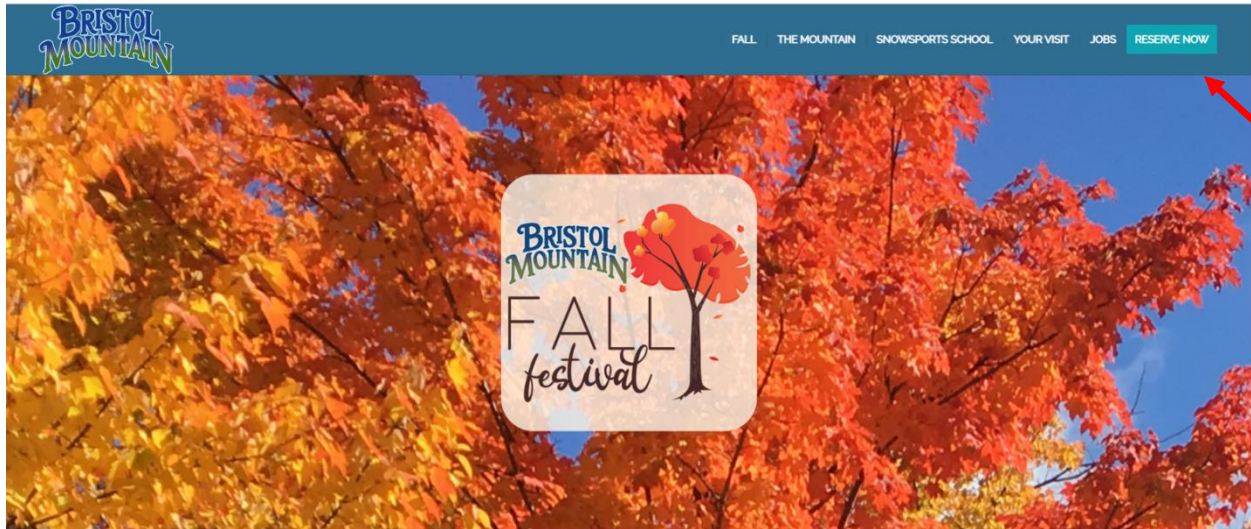 BRISTOL
MOUNTAIN
FALL THE MOUNTAIN SNOWSPORTS SCHOOL YOUR VISIT JOBS RESERVE NOW
BRISTOL
MOUNTAIN
FALL
festival